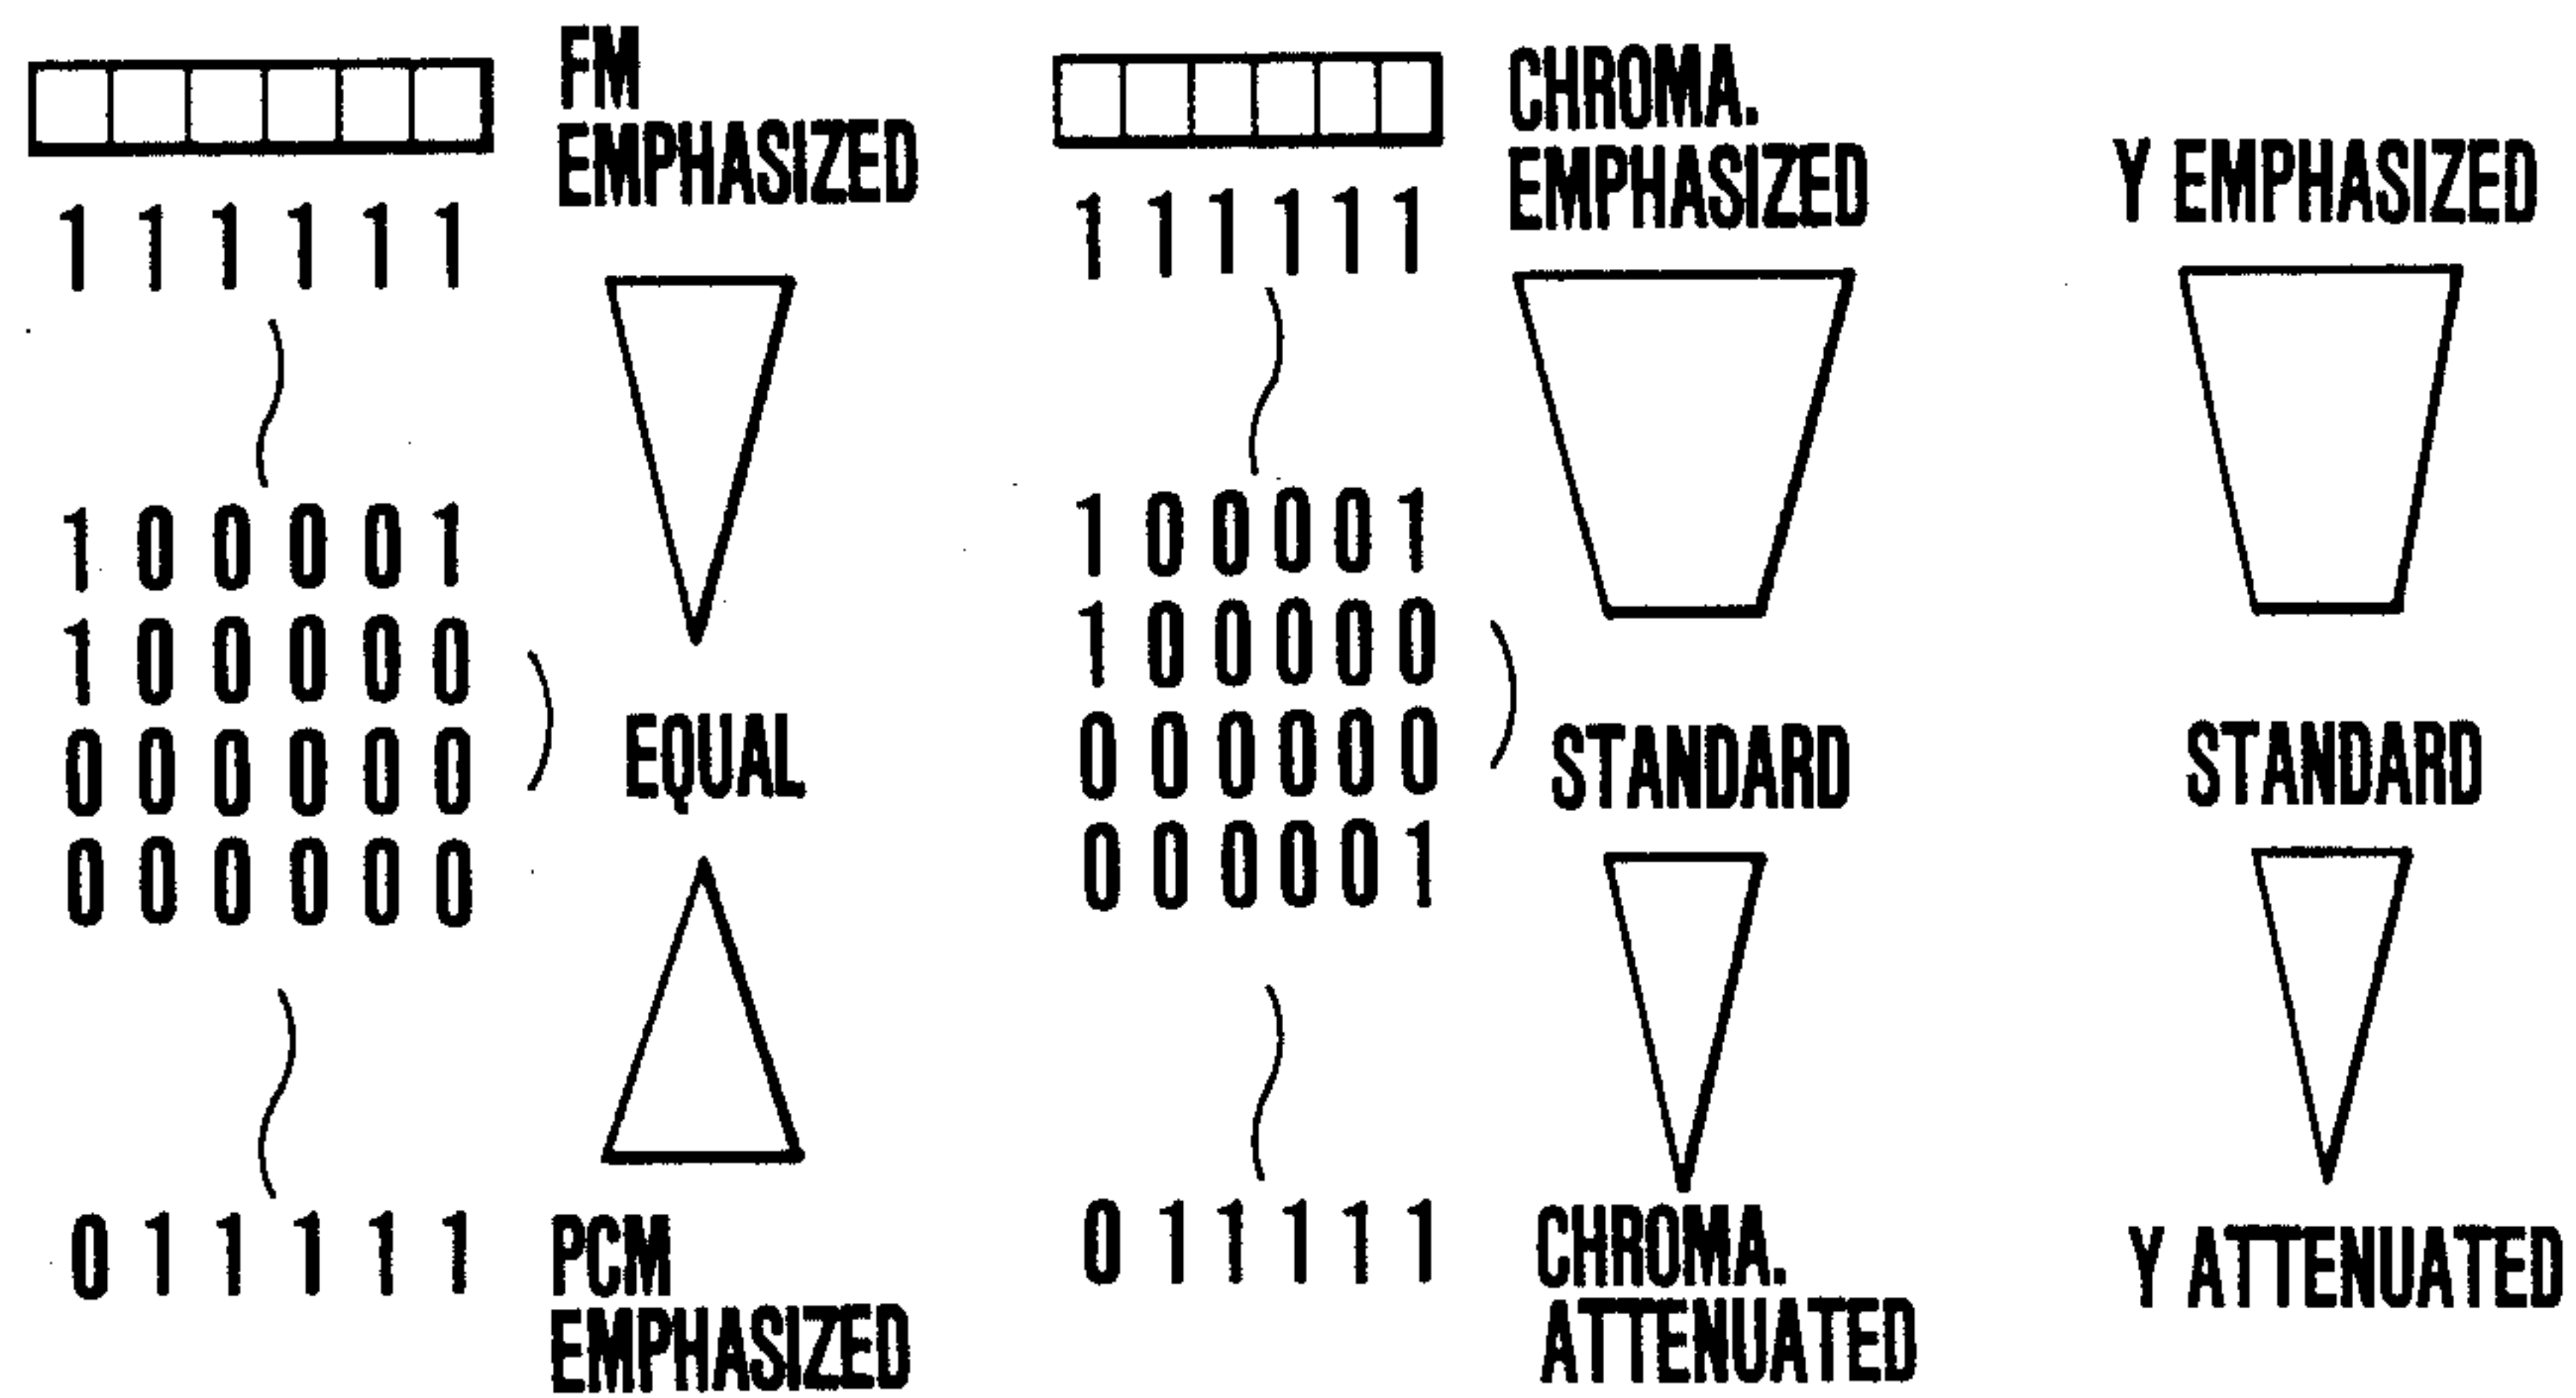 FM
EMPHASIZED
1 1 1 1 1 1
1 0 0 0 0 1
1 0 0 0 0 0
EQUAL
0 0 0 0 0 0
0 0 0 0 0 0
0 1 1 1 1 1
PCM
EMPHASIZED
CHROMA.
EMPHASIZED
1 1 1 1 1 1
1 0 0 0 0 1
1 0 0 0 0 0
STANDARD
0 0 0 0 0 0
0 0 0 0 0 1
0 1 1 1 1 1
CHROMA.
ATTENUATED
Y EMPHASIZED
STANDARD
Y ATTENUATED